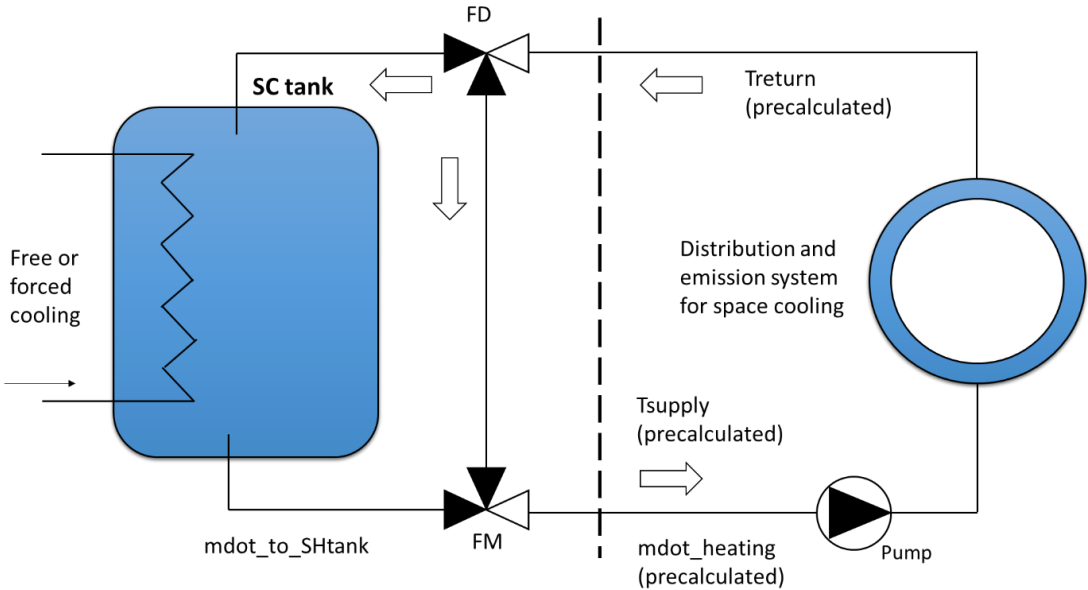 FD
SC tank
Treturn
(precalculated)
Free or
forced
cooling
Distribution and
emission system
for space cooling
Tsupply
(precalculated)
mdot_to_SHtank
FM
mdot_heating
(precalculated)
Pump